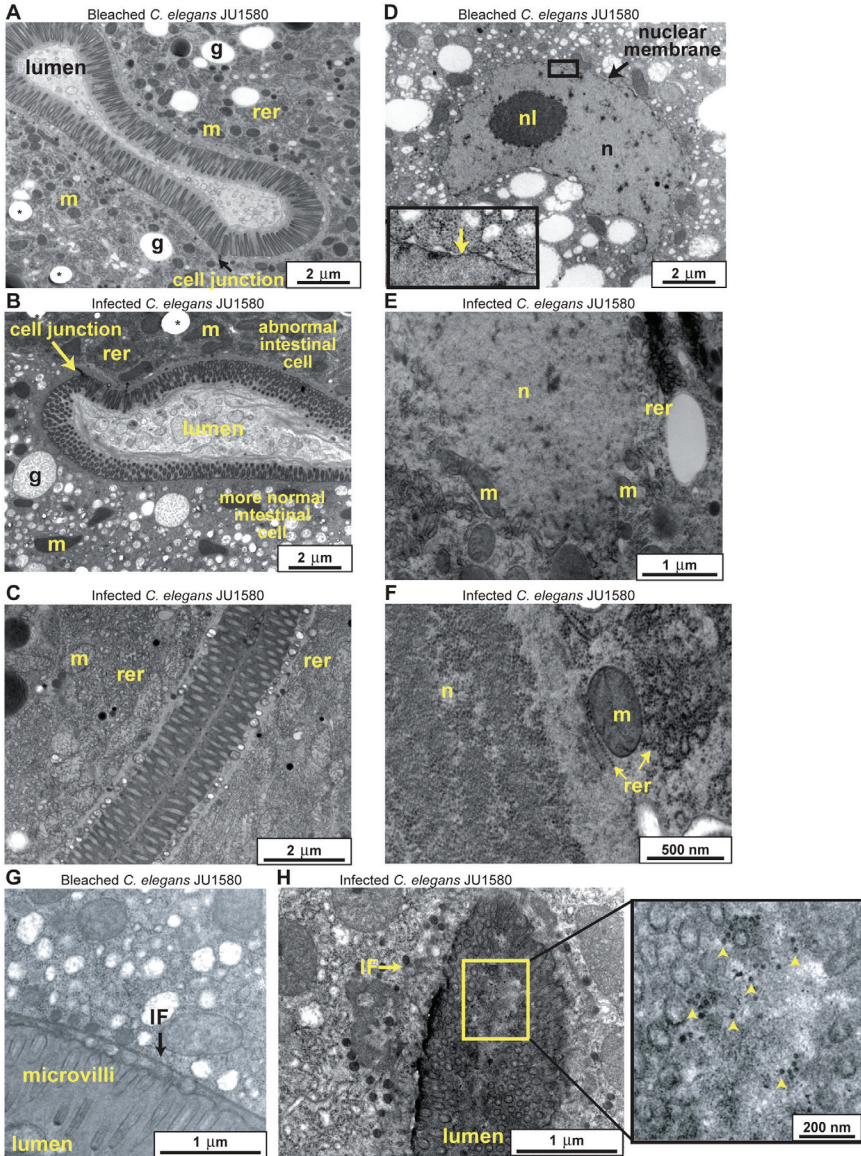 A
Bleached C. elegans JU1580
lumen
g
rer
m
m
*
g
*
cell junction
2 μm
B
Infected C. elegans JU1580
cell junction
*
m
rer
abnormal
intestinal
cell
lumen
g
more normal
intestinal
cell
m
2 μm
C
Infected C. elegans JU1580
m
rer
rer
2 μm
D
Bleached C. elegans JU1580
nuclear
membrane
nl
n
2 μm
E
Infected C. elegans JU1580
n
rer
m
m
1 μm
F
Infected C. elegans JU1580
n
m
rer
500 nm
G
Bleached C. elegans JU1580
IF
microvilli
lumen
1 μm
H
Infected C. elegans JU1580
IF
lumen
1 μm
200 nm